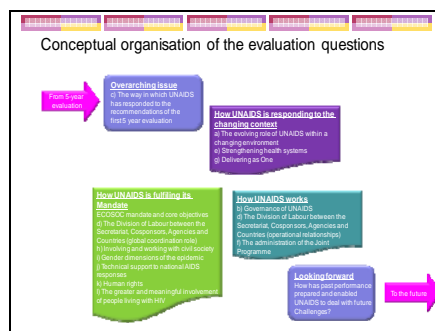 Conceptual organisation of the evaluation questions
From 5-year
evaluation
Overarching issue
c) The way in which UNAIDS
has responded to the
recommendations of the
first 5 year evaluation
How UNAIDS is responding to the
changing context
a) The evolving role of UNAIDS within a
changing environment
e) Strengthening health systems
g) Delivering as One
How UNAIDS is fulfilling its
Mandate
ECOSOC mandate and core objectives
d) The Division of Labour between the
Secretariat, Cosponsors, Agencies and
Countries (global coordination role)
h) Involving and working with civil society
i) Gender dimensions of the epidemic
j) Technical support to national AIDS
responses
k) Human rights
l) The greater and meaningful involvement
of people living with HIV
How UNAIDS works
b) Governance of UNAIDS
d) The Division of Labour between the
Secretariat, Cosponsors, Agencies and
Countries (operational relationships)
f) The administration of the Joint
Programme
Looking forward
How has past performance
prepared and enabled
UNAIDS to deal with future
Challenges?
To the future